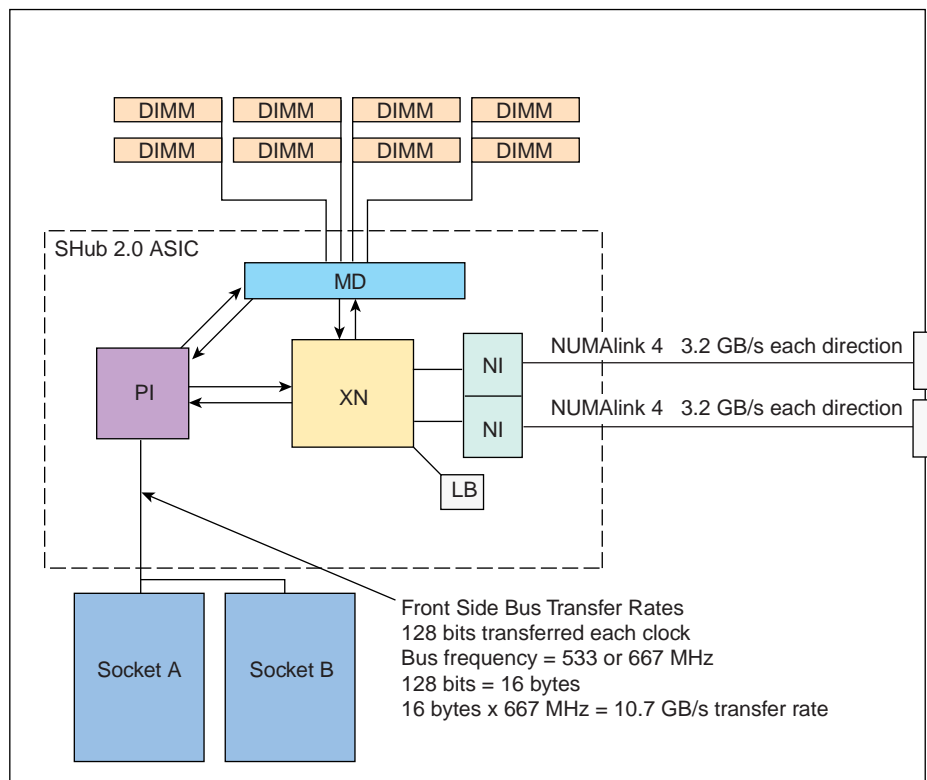 DIMM DIMM DIMM DIMM
DIMM DIMM DIMM DIMM
SHub 2.0 ASIC
MD
NI
NUMAlink 4 3.2 GB/s each direction
PI
XN
NI
NUMAlink 4 3.2 GB/s each direction
LB
Front Side Bus Transfer Rates
128 bits transferred each clock
Bus frequency = 533 or 667 MHz
128 bits = 16 bytes
16 bytes x 667 MHz = 10.7 GB/s transfer rate
Socket A
Socket B